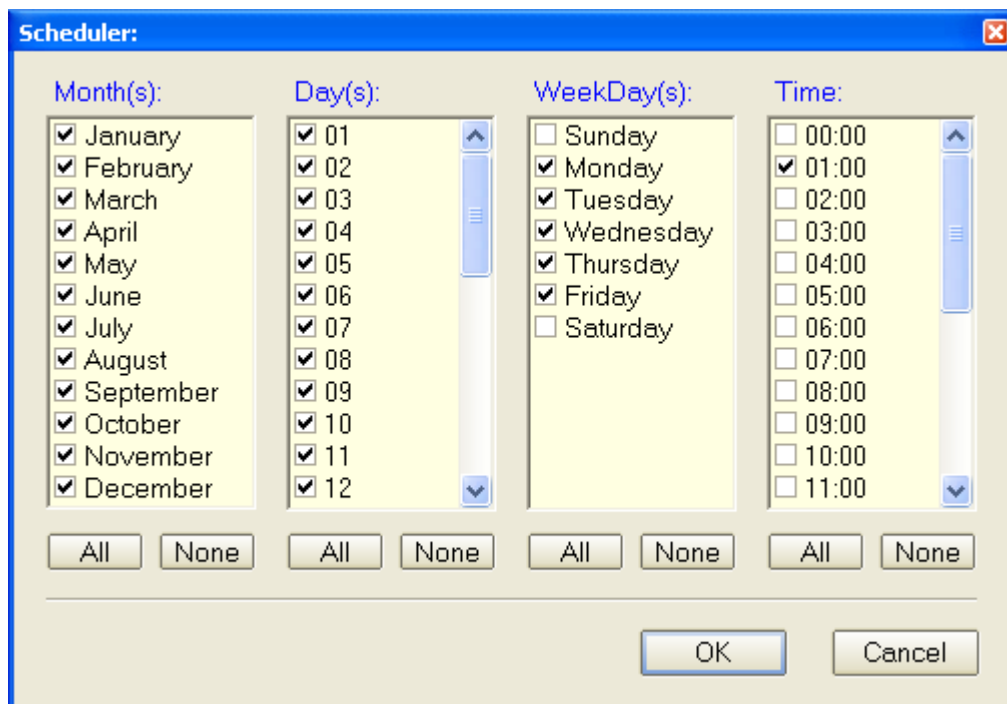 Scheduler:
Month(s):
January
February
March
April
May
June
July
August
September
October
November
December
All
None
Day(s):
01
02
03
04
05
06
07
08
09
10
11
12
All
None
WeekDay(s):
Sunday
Monday
Tuesday
Wednesday
Thursday
Friday
Saturday
All
None
Time:
00:00
01:00
02:00
03:00
04:00
05:00
06:00
07:00
08:00
09:00
10:00
11:00
All
None
OK
Cancel